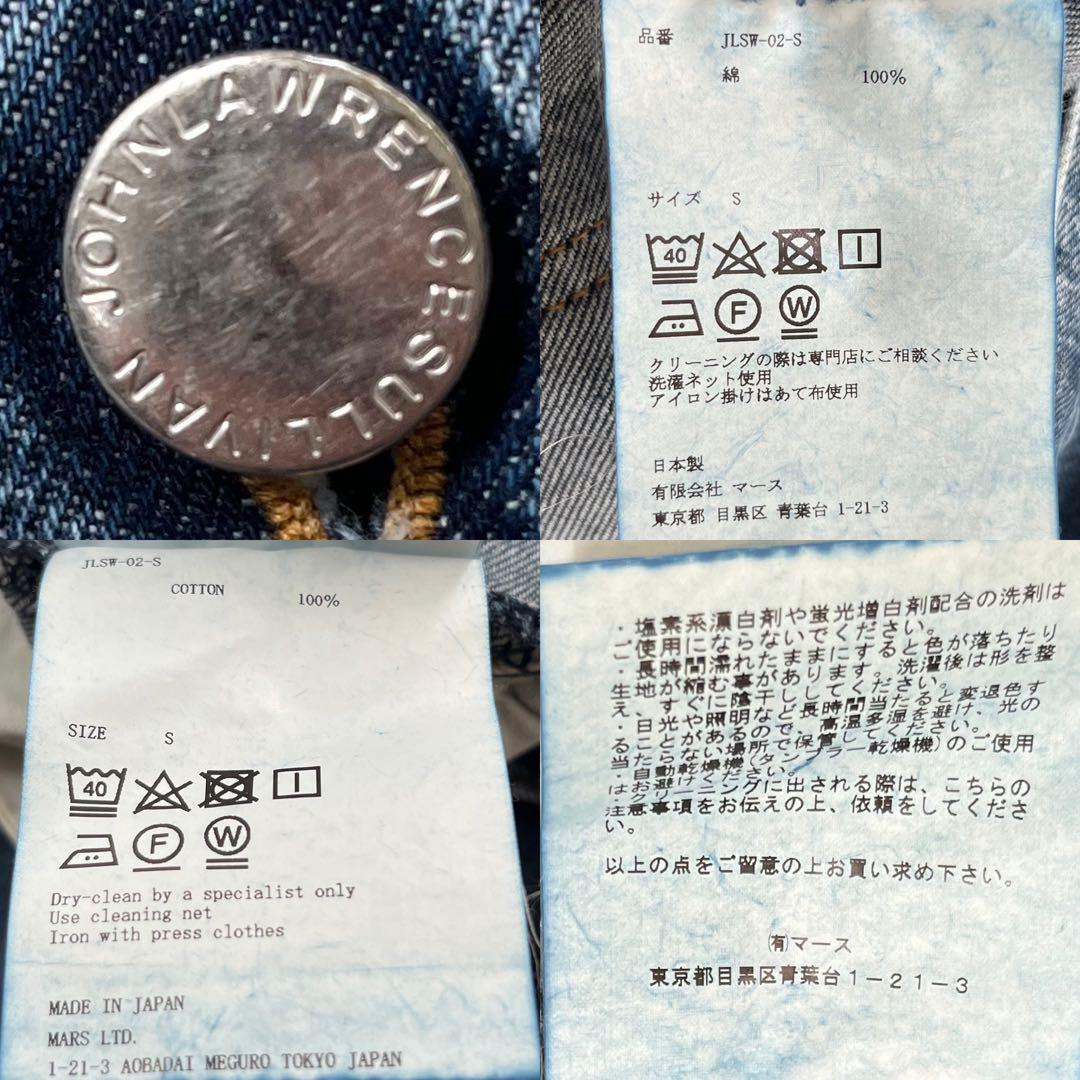 JOHN LAWRENCE SULLIVAN
品番 JLSW-02-S
綿 100%
サイズ S
40
F W
クリーニングの際は専門店にご相談ください
洗濯ネット使用
アイロン掛けはあて布使用
日本製
有限会社 マース
東京都 目黒区 青葉台 1-21-3
JLSW-02-S
COTTON 100%
SIZE S
40
F W
Dry-clean by a specialist only
Use cleaning net
Iron with press clothes
MADE IN JAPAN
MARS LTD.
1-21-3 AOBADAI MEGURO TOKYO JAPAN
・塩素系漂白剤や蛍光増白剤配合の洗剤は
ご使用にならないでください。
・長時間濡れたままにすると色が落ちたり
生地が縮む事があります。洗濯後は形を整
え、すぐに陰干ししてください。
・日光や照明など長時間当たると変退色す
ることがあるので、高温多湿を避け、光の
当たらない場所で保管してください。
・自動乾燥機(タンブラー乾燥機)のご使用
はお避けください。
・クリーニングに出される際は、こちらの
注意事項をお伝えの上、依頼をしてくださ
い。
以上の点をご留意の上お買い求め下さい。
㈲マース
東京都目黒区青葉台1-21-3